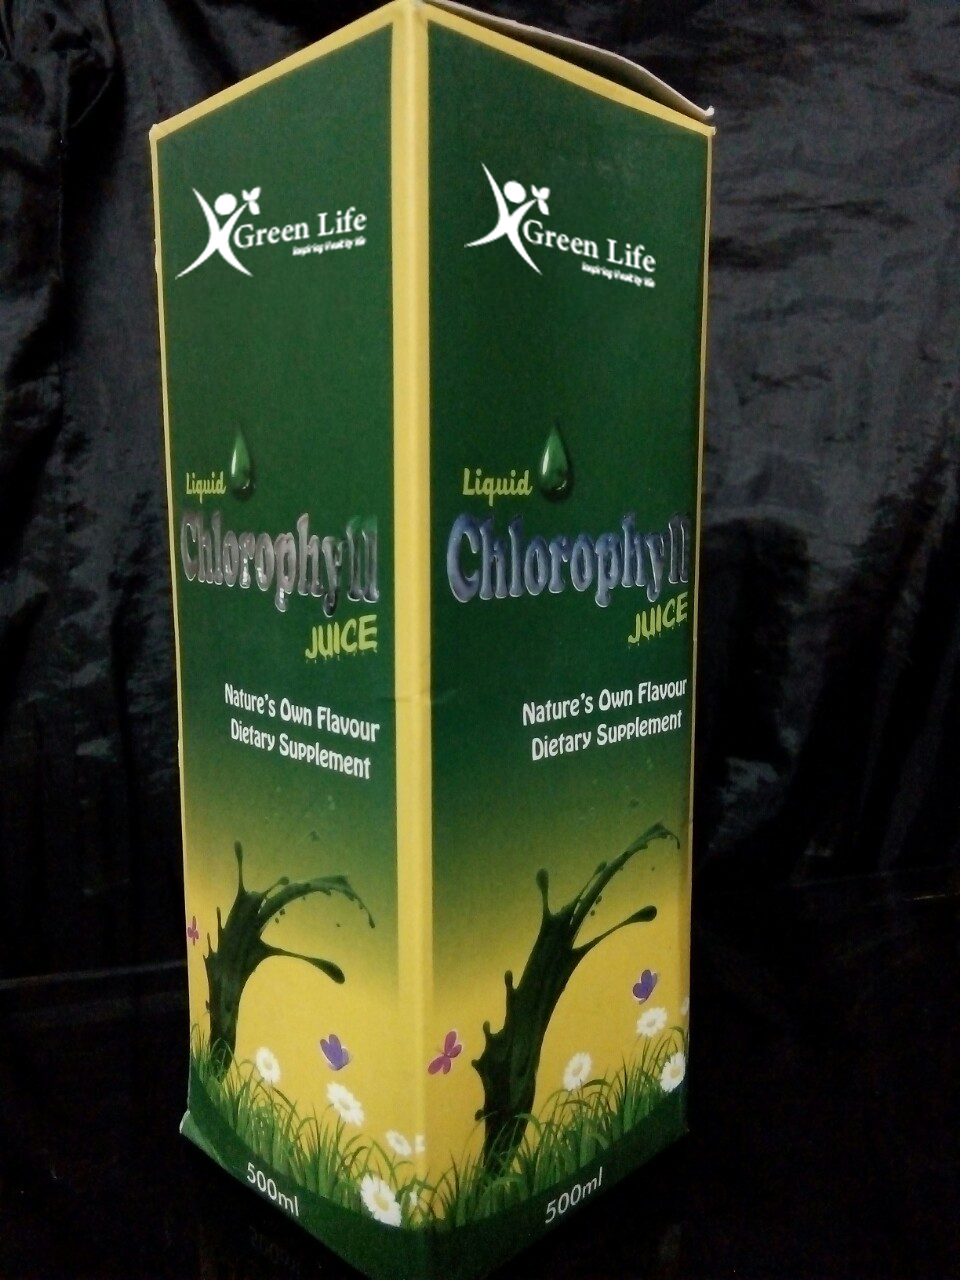 Green Life
Liquid
Chlorophyll
JUICE
Nature's Own Flavour
Dietary Supplement
500ml
Green Life
Liquid
Chlorophyll
JUICE
Nature's Own Flavour
Dietary Supplement
500ml